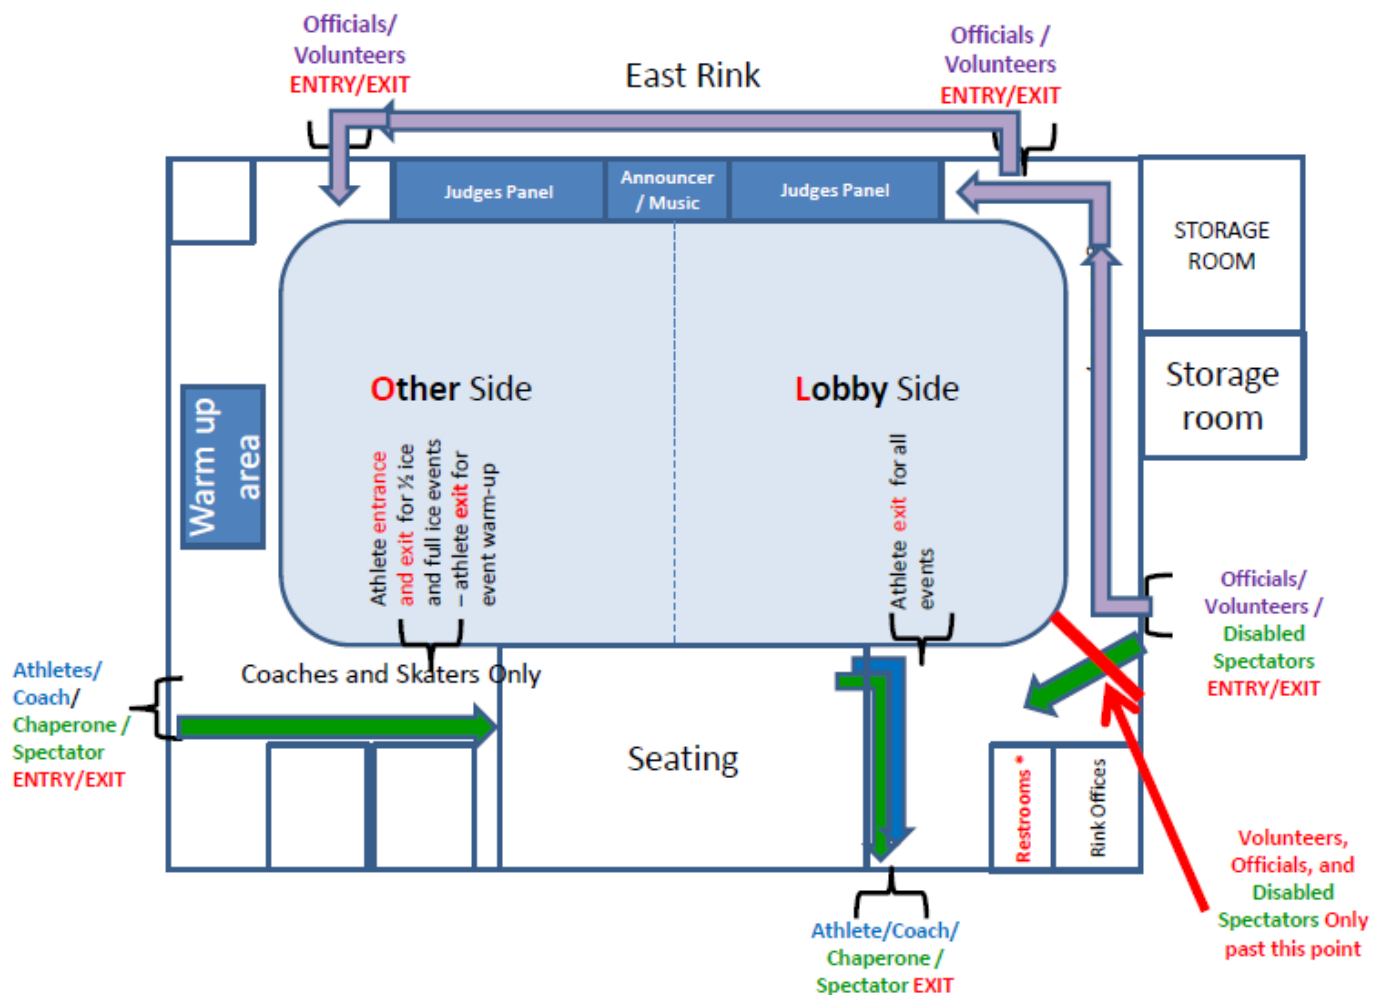 Officials/
Volunteers
ENTRY/EXIT
East Rink
Officials /
Volunteers
ENTRY/EXIT
Judges Panel
Announcer
/ Music
Judges Panel
STORAGE
ROOM
Storage
room
Other Side
Lobby Side
Warm up
area
Athlete entrance
and exit for ½ ice
and full ice events
– athlete exit for
event warm-up
Athlete exit for all
events
Officials/
Volunteers /
Disabled
Spectators
ENTRY/EXIT
Athletes/
Coach/
Chaperone /
Spectator
ENTRY/EXIT
Coaches and Skaters Only
Seating
Restrooms *
Rink Offices
Volunteers,
Officials, and
Disabled
Spectators Only
past this point
Athlete/Coach/
Chaperone /
Spectator EXIT